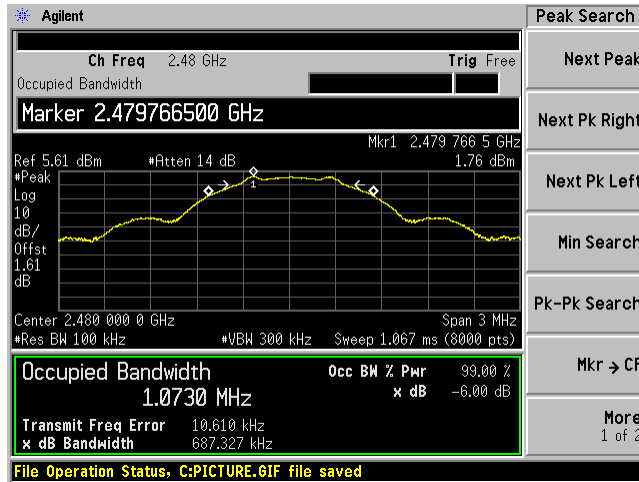 Agilent
Peak Search
Ch Freq 2.48 GHz Trig Free
Occupied Bandwidth
Marker 2.479766500 GHz
Mkr1 2.479 766 5 GHz
Ref 5.61 dBm #Atten 14 dB 1.76 dBm
#Peak
Log
10
dB/
Offst
1.61
dB
1
Center 2.480 000 0 GHz Span 3 MHz
#Res BW 100 kHz #VBW 300 kHz Sweep 1.067 ms (8000 pts)
Occupied Bandwidth Occ BW % Pwr 99.00 %
1.0730 MHz x dB -6.00 dB
Transmit Freq Error 10.610 kHz
x dB Bandwidth 687.327 kHz
File Operation Status, C:PICTURE.GIF file saved
Next Peak
Next Pk Right
Next Pk Left
Min Search
Pk-Pk Search
Mkr → CF
More
1 of 2